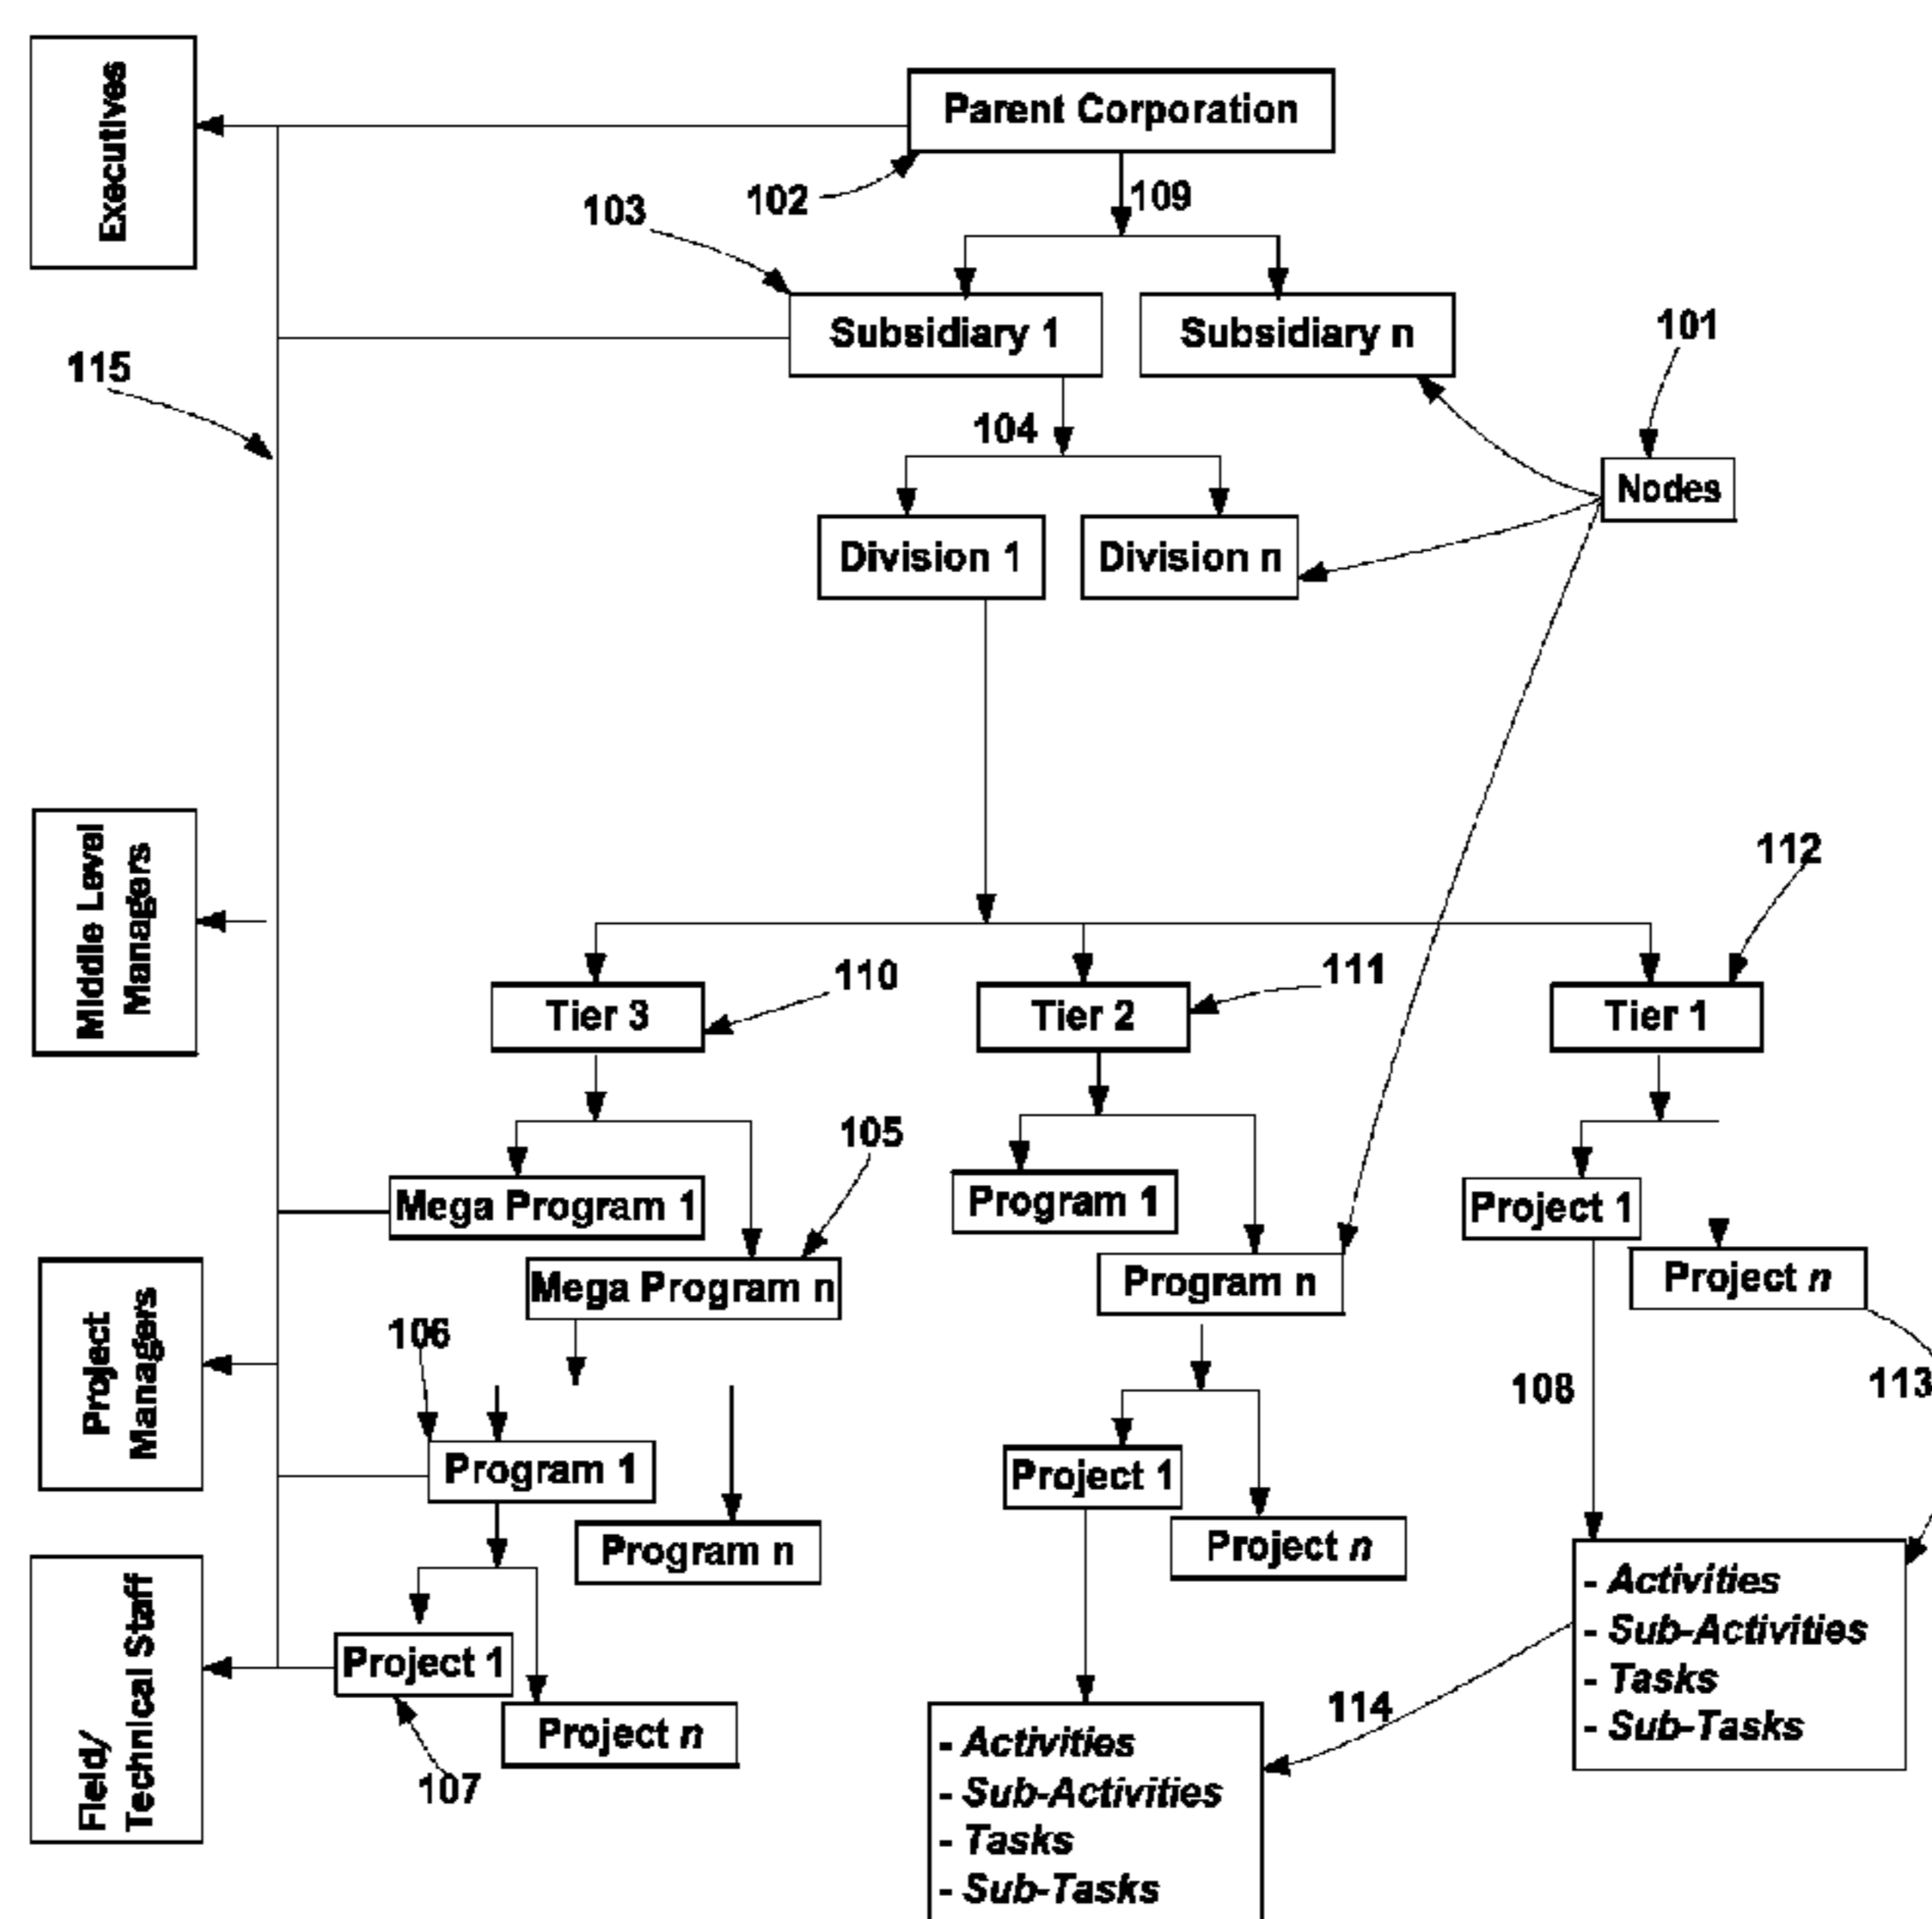 Executives
Parent Corporation
102
109
103
Subsidiary 1
Subsidiary n
101
115
104
Nodes
Division 1
Division n
Middle Level
Managers
112
110
111
Tier 3
Tier 2
Tier 1
105
Mega Program 1
Program 1
Project 1
Mega Program n
Program n
Project n
Project
Managers
106
108
113
Program 1
Project 1
Program n
Project n
Field/
Technical Staff
- Activities
- Sub-Activities
- Tasks
- Sub-Tasks
Project 1
Project n
107
114
- Activities
- Sub-Activities
- Tasks
- Sub-Tasks